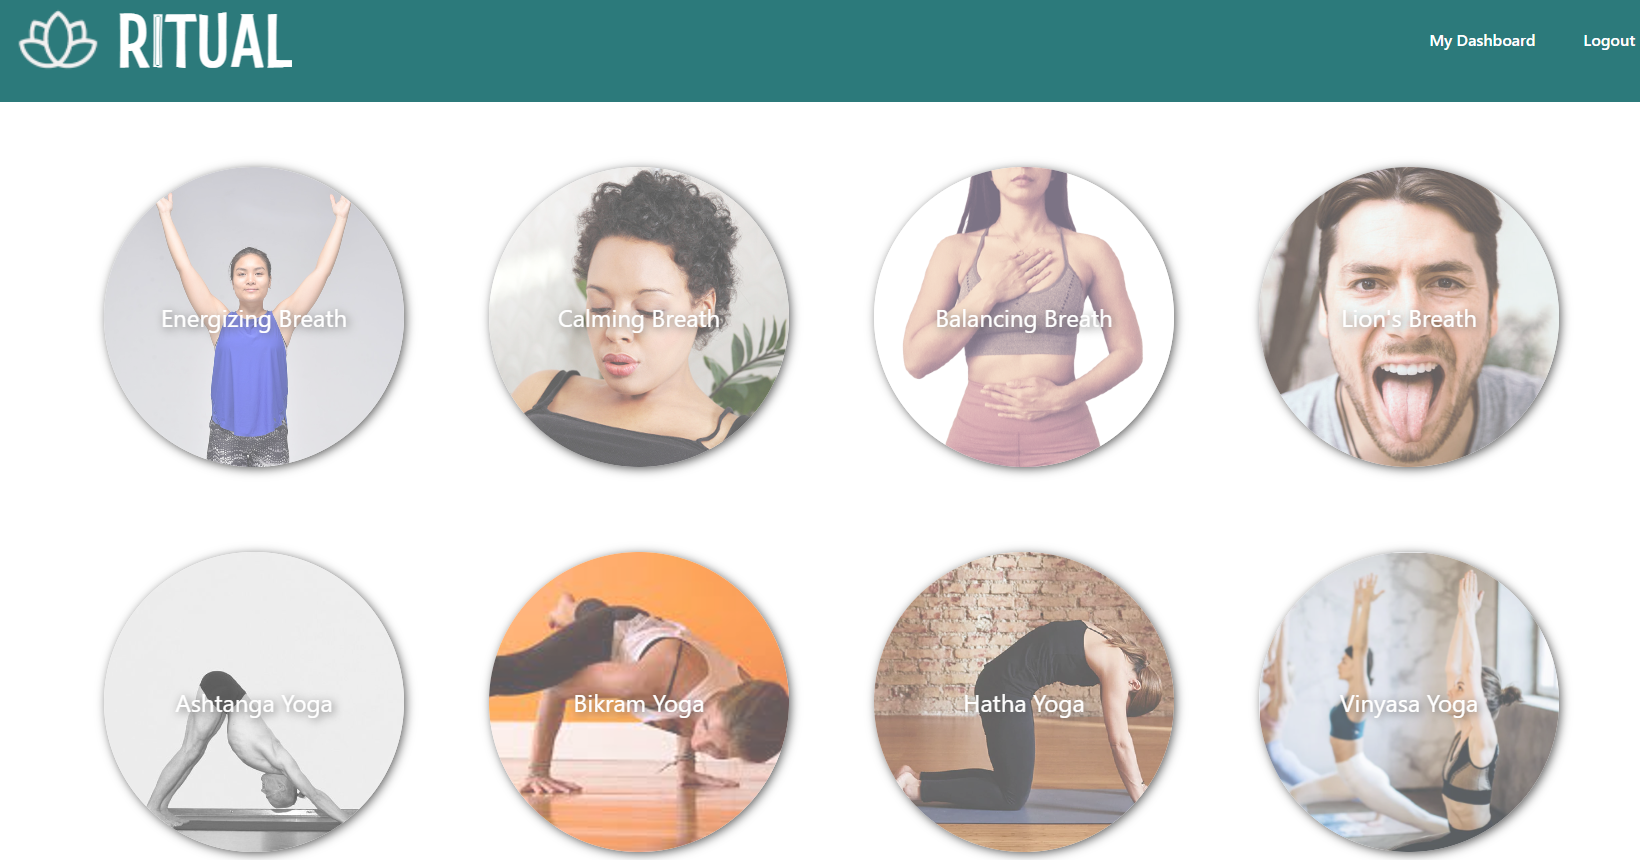 RITUAL
My Dashboard
Logout
Energizing Breath
Calming Breath
Balancing Breath
Lion's Breath
Ashtanga Yoga
Bikram Yoga
Hatha Yoga
Vinyasa Yoga